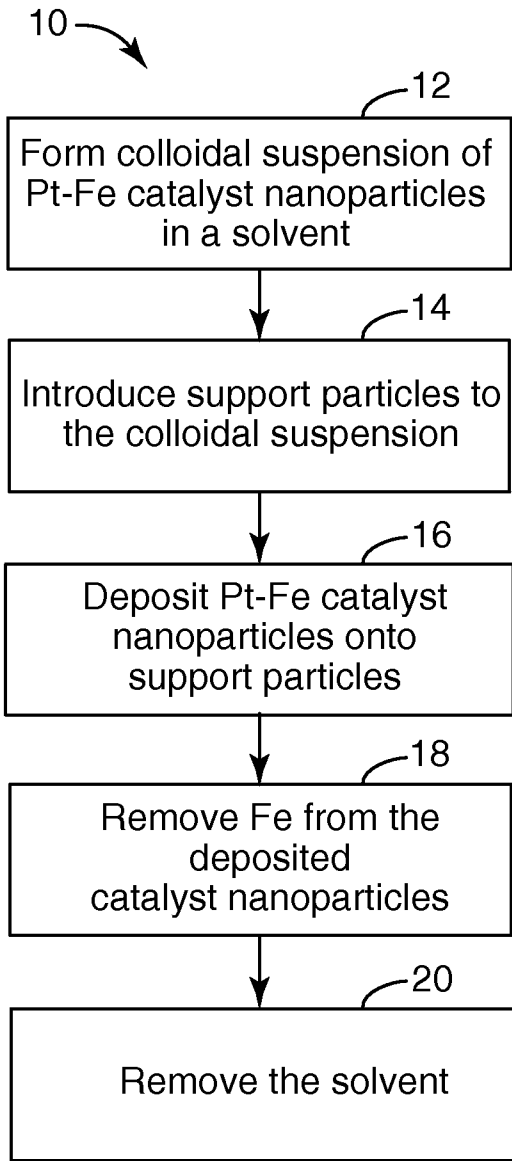 10
12
Form colloidal suspension of
Pt-Fe catalyst nanoparticles
in a solvent
14
Introduce support particles to
the colloidal suspension
16
Deposit Pt-Fe catalyst
nanoparticles onto
support particles
18
Remove Fe from the
deposited
catalyst nanoparticles
20
Remove the solvent